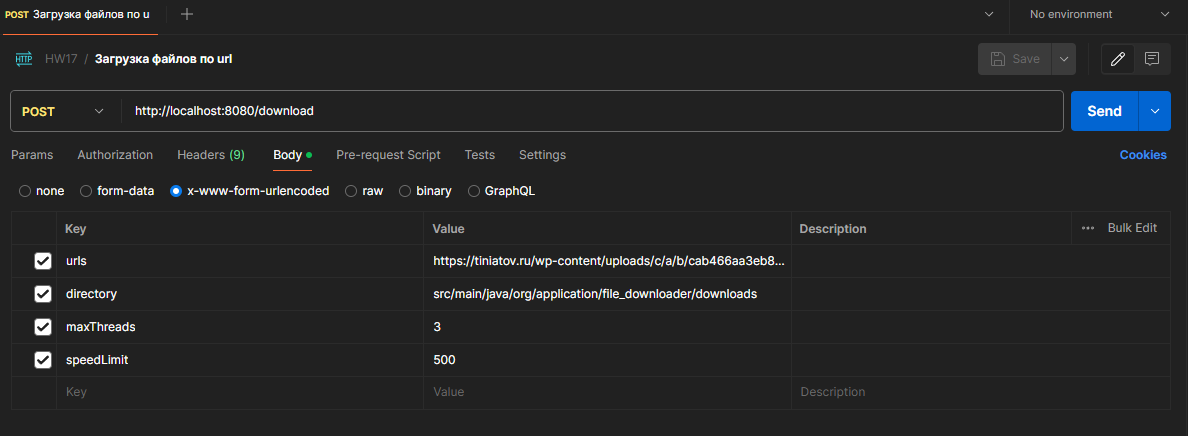 POST Загрузка файлов по u
No environment
HTTP HW17 / Загрузка файлов по url
Save
POST http://localhost:8080/download Send
Params Authorization Headers (9) Body Pre-request Script Tests Settings Cookies
none form-data x-www-form-urlencoded raw binary GraphQL
Key Value Description ••• Bulk Edit
urls https://tiniatov.ru/wp-content/uploads/c/a/b/cab466aa3eb8...
directory src/main/java/org/application/file_downloader/downloads
maxThreads 3
speedLimit 500
Key Value Description